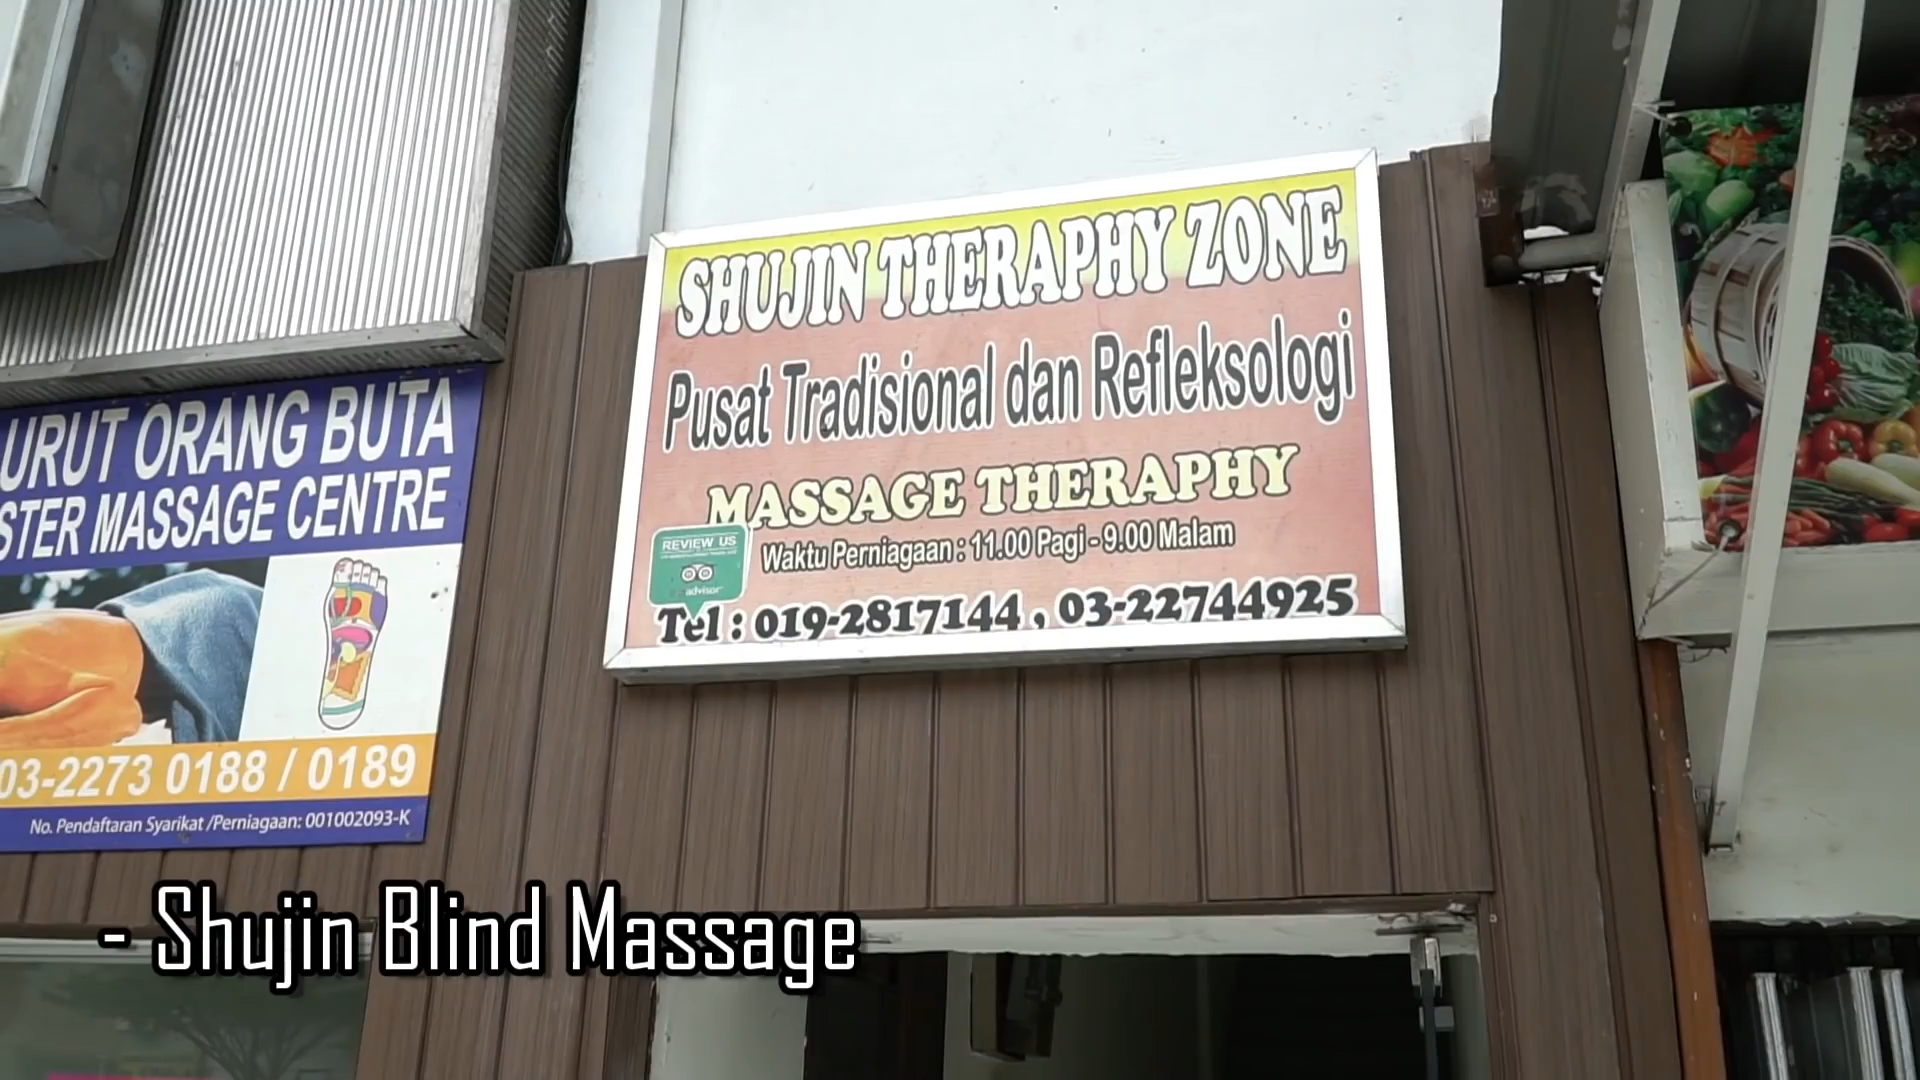 SHUJIN THERAPHY ZONE
Pusat Tradisional dan Refleksologi
MASSAGE THERAPHY
REVIEW US
advisor
Waktu Perniagaan : 11.00 Pagi - 9.00 Malam
Tel : 019-2817144 , 03-22744925
URUT ORANG BUTA
STER MASSAGE CENTRE
03-2273 0188 / 0189
No. Pendaftaran Syarikat /Perniagaan: 001002093-K
- Shujin Blind Massage